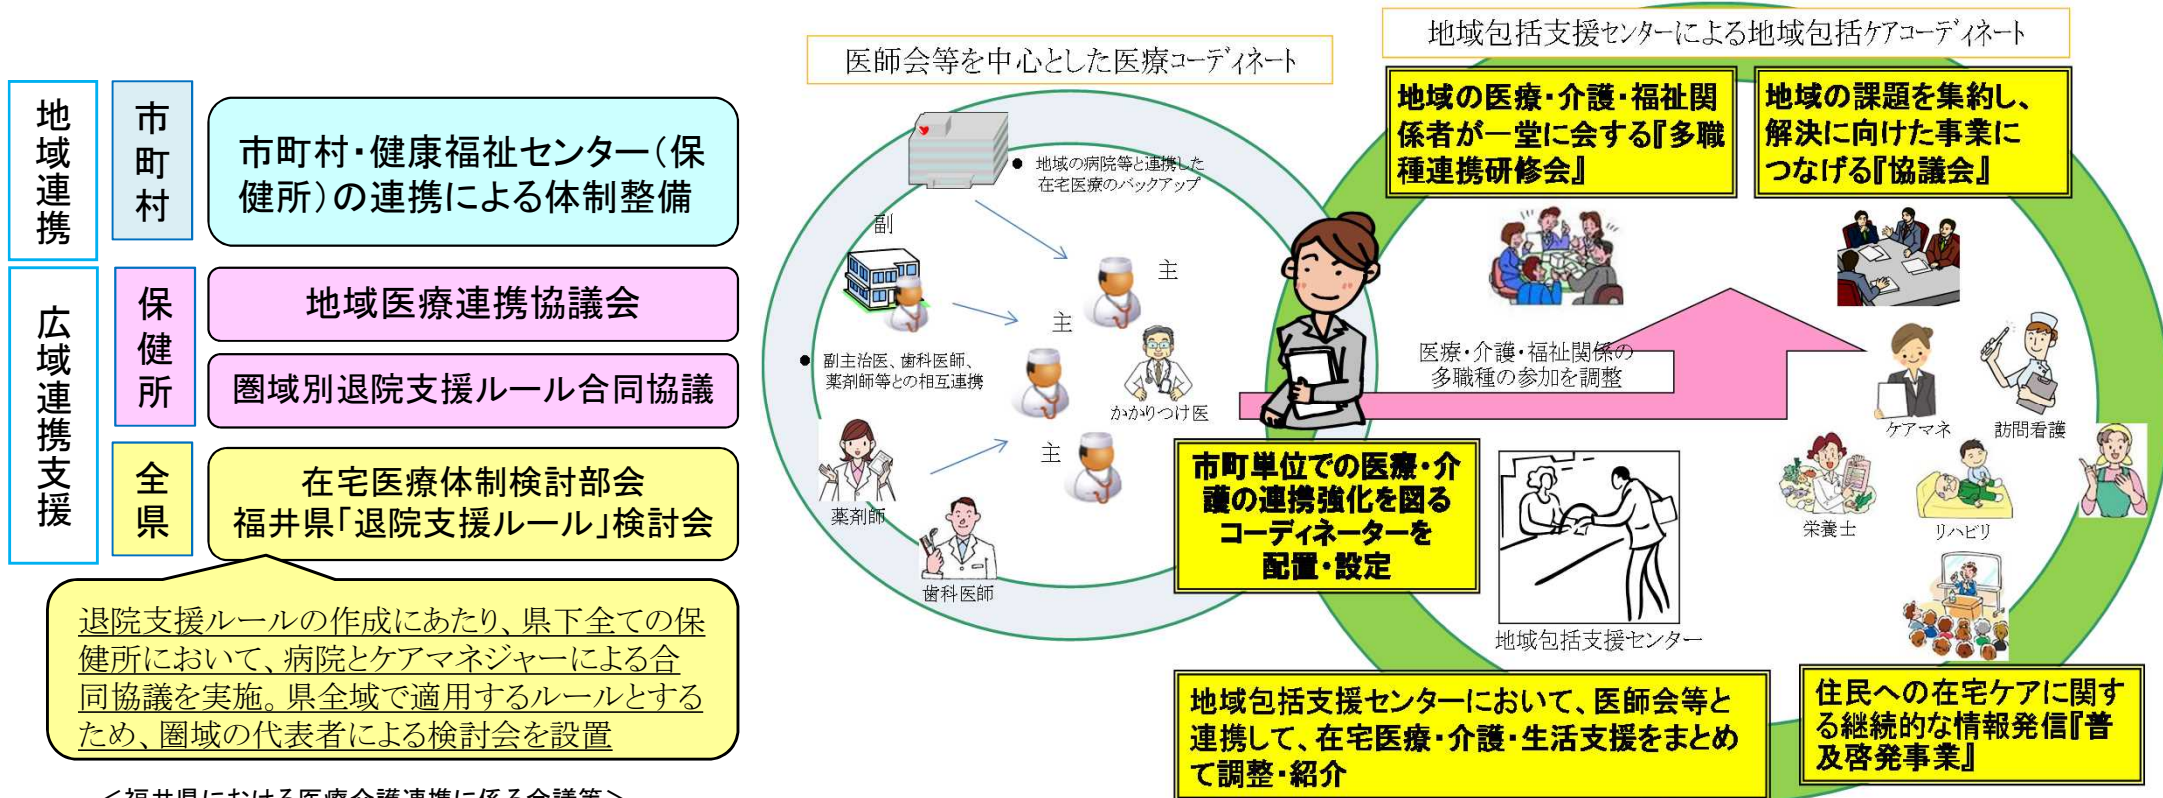 地域連携
市町村
市町村・健康福祉センター(保
健所)の連携による体制整備
広域連携支援
保健所
地域医療連携協議会
圏域別退院支援ルール合同協議
全県
在宅医療体制検討部会
福井県「退院支援ルール」検討会
退院支援ルールの作成にあたり、県下全ての保
健所において、病院とケアマネジャーによる合
同協議を実施。県全域で適用するルールとする
ため、圏域の代表者による検討会を設置
<福井県における医療介護連携に係る会議等>
医師会等を中心とした医療コーディネート
● 地域の病院等と連携した
在宅医療のバックアップ
副
主
主
● 副主治医、歯科医師、
薬剤師等との相互連携
かかりつけ医
主
薬剤師
歯科医師
地域包括支援センターによる地域包括ケアコーディネート
地域の医療・介護・福祉関
係者が一堂に会する『多職
種連携研修会』
地域の課題を集約し、
解決に向けた事業に
つなげる『協議会』
医療・介護・福祉関係の
多職種の参加を調整
ケアマネ
訪問看護
栄養士
リハビリ
市町単位での医療・介
護の連携強化を図る
コーディネーターを
配置・設定
地域包括支援センター
地域包括支援センターにおいて、医師会等と
連携して、在宅医療・介護・生活支援をまとめ
て調整・紹介
住民への在宅ケアに関す
る継続的な情報発信『普
及啓発事業』